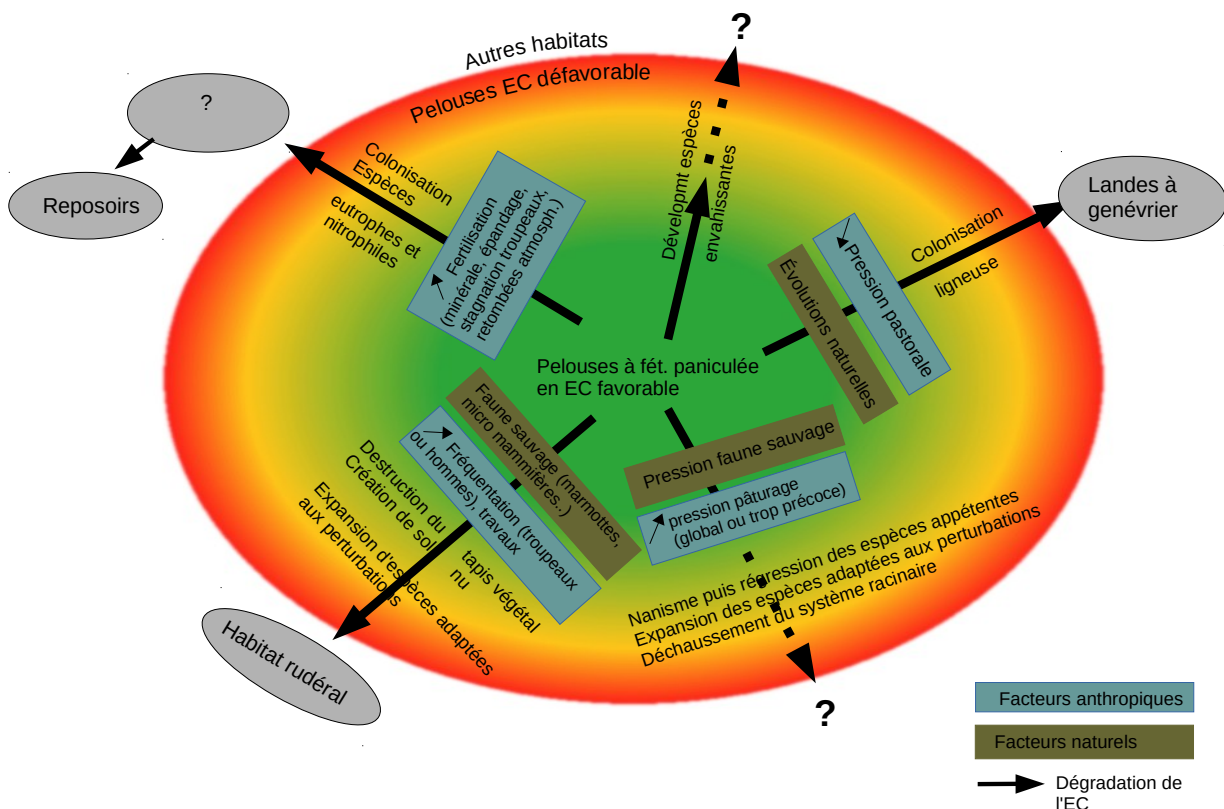 ?
Autres habitats
Pelouses EC défavorable
?
Reposoirs
Colonisation
Espèces
eutrophes et
nitrophiles
Fertilisation
(minérale, épandage,
stagnation troupeaux,
retombées atmosph,)
Dévelopmt espèces
envahissantes
Landes à
genévrier
Colonisation
ligneuse
Pression pastorale
Évolutions naturelles
Pelouses à fét. paniculée
en EC favorable
Faune sauvage (marmottes,
micro mammifères...)
Fréquentation (troupeaux
ou hommes), travaux
Destruction du tapis végétal
Création de sol nu
Expansion d'espèces adaptées
aux perturbations
Habitat rudéral
Pression faune sauvage
pression pâturage
(global ou trop précoce)
Nanisme puis régression des espèces appétentes
Expansion des espèces adaptées aux perturbations
Déchaussement du système racinaire
?
Facteurs anthropiques
Facteurs naturels
Dégradation de
l'EC